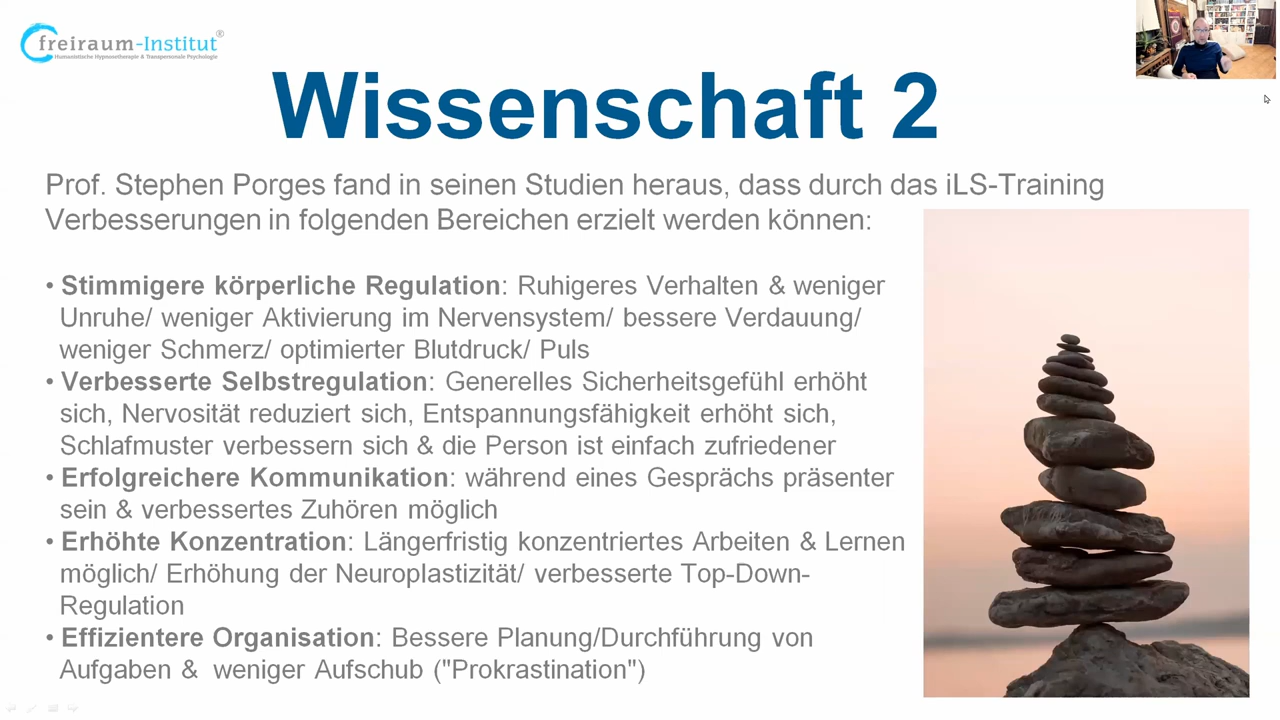 freiraum-Institut®
Humanistische Hypnosetherapie & Transpersonale Psychologie
Wissenschaft 2
Prof. Stephen Porges fand in seinen Studien heraus, dass durch das iLS-Training
Verbesserungen in folgenden Bereichen erzielt werden können:
• Stimmigere körperliche Regulation: Ruhigeres Verhalten & weniger
Unruhe/ weniger Aktivierung im Nervensystem/ bessere Verdauung/
weniger Schmerz/ optimierter Blutdruck/ Puls
• Verbesserte Selbstregulation: Generelles Sicherheitsgefühl erhöht
sich, Nervosität reduziert sich, Entspannungsfähigkeit erhöht sich,
Schlafmuster verbessern sich & die Person ist einfach zufriedener
• Erfolgreichere Kommunikation: während eines Gesprächs präsenter
sein & verbessertes Zuhören möglich
• Erhöhte Konzentration: Längerfristig konzentriertes Arbeiten & Lernen
möglich/ Erhöhung der Neuroplastizität/ verbesserte Top-Down-
Regulation
• Effizientere Organisation: Bessere Planung/Durchführung von
Aufgaben & weniger Aufschub ("Prokrastination")